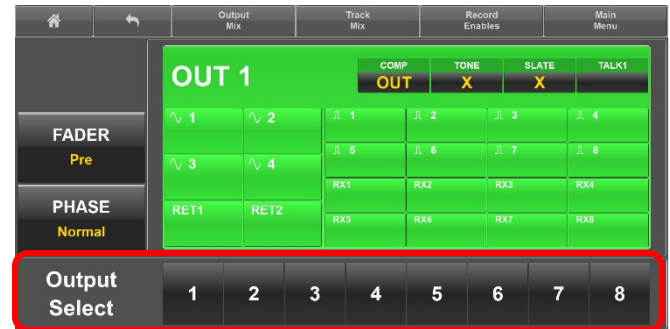 Output Mix
Track Mix
Record Enables
Main Menu
OUT 1
COMP TONE SLATE TALK1
OUT X X
1 2 1 2 3 4
FADER
Pre
3 4 5 6 7 8
RX1 RX2 RX3 RX4
PHASE
Normal
RET1 RET2 RX5 RX6 RX7 RX8
Output Select
1 2 3 4 5 6 7 8